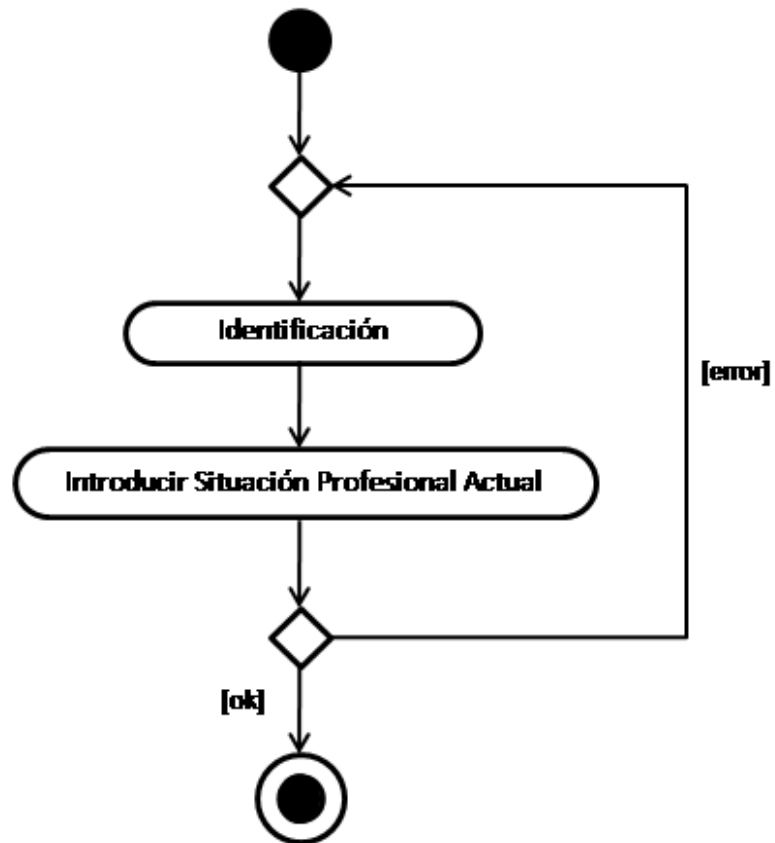 Identificación
[error]
Introducir Situación Profesional Actual
[ok]